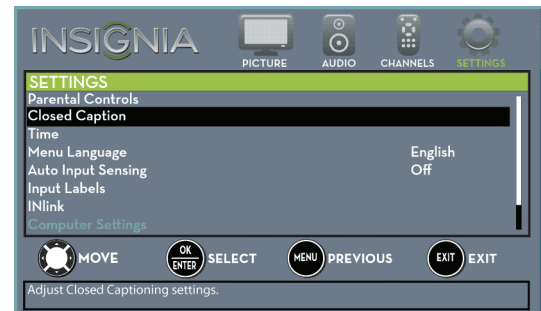 INSIGNIA
PICTURE AUDIO CHANNELS SETTINGS
SETTINGS
Parental Controls
Closed Caption
Time
Menu Language English
Auto Input Sensing Off
Input Labels
INlink
Computer Settings
MOVE OK ENTER SELECT MENU PREVIOUS EXIT EXIT
Adjust Closed Captioning settings.